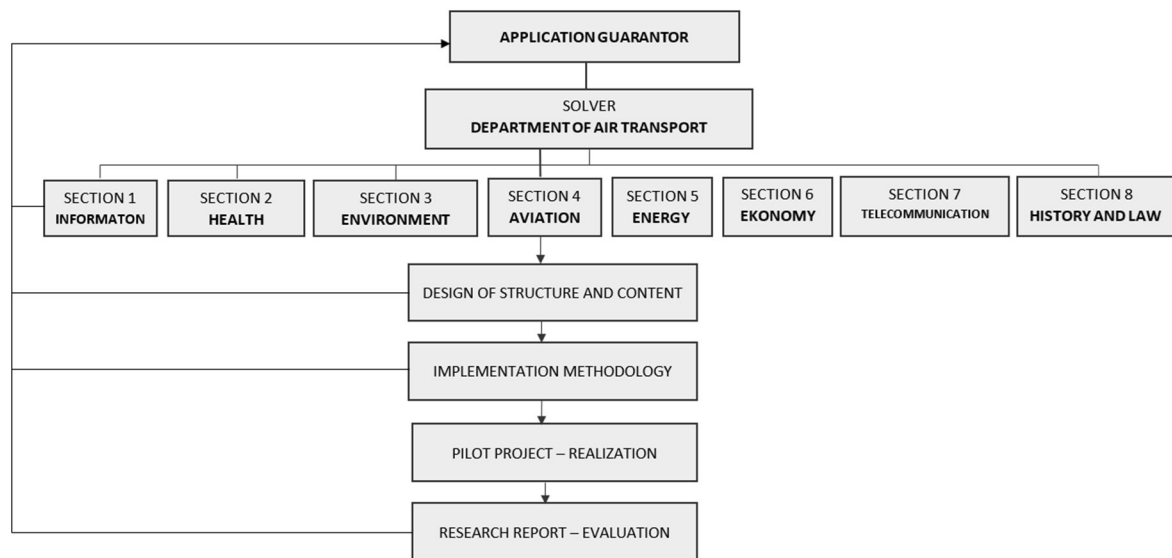 APPLICATION GUARANTOR
SOLVER
DEPARTMENT OF AIR TRANSPORT
SECTION 1
INFORMATON
SECTION 2
HEALTH
SECTION 3
ENVIRONMENT
SECTION 4
AVIATION
SECTION 5
ENERGY
SECTION 6
EKONOMY
SECTION 7
TELECOMMUNICATION
SECTION 8
HISTORY AND LAW
DESIGN OF STRUCTURE AND CONTENT
IMPLEMENTATION METHODOLOGY
PILOT PROJECT – REALIZATION
RESEARCH REPORT – EVALUATION